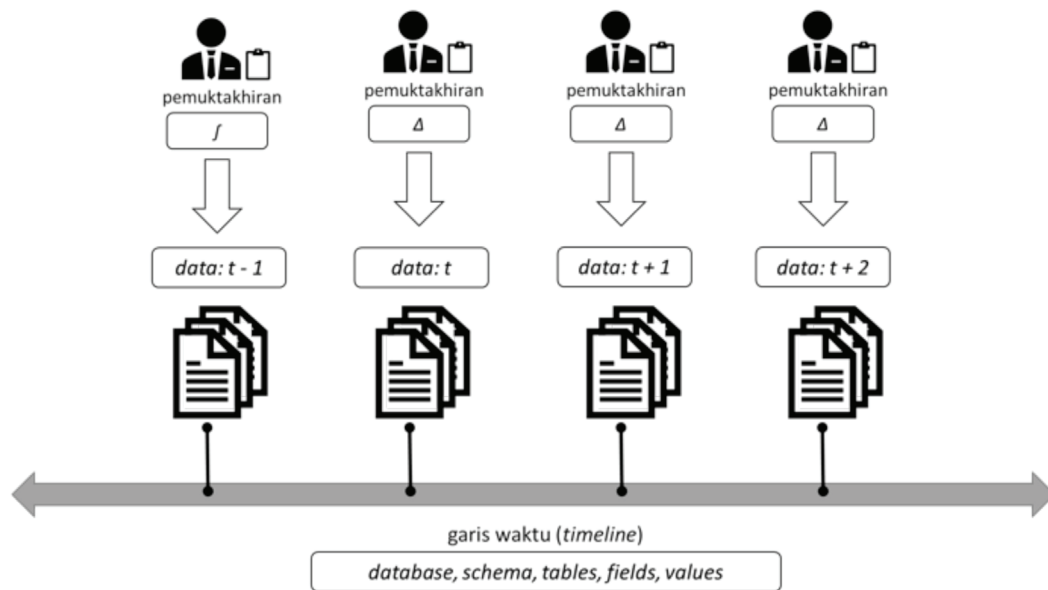 pemuktakhiran pemuktakhiran pemuktakhiran pemuktakhiran
∫ Δ Δ Δ
data: t - 1 data: t data: t + 1 data: t + 2
garis waktu (timeline)
database, schema, tables, fields, values